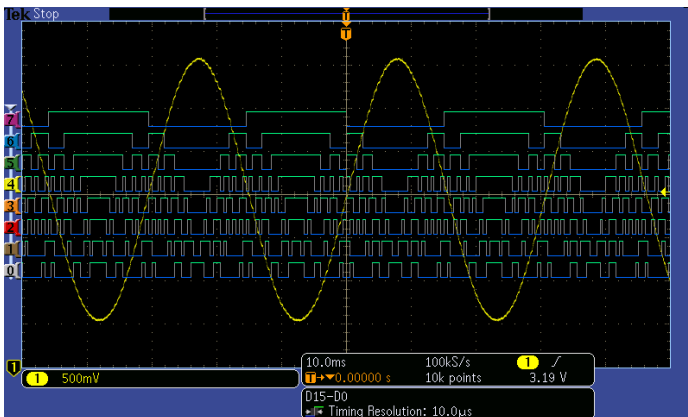 Tek Stop
T
T
7
6
5
4
3
2
1
0
1
1 500mV
10.0ms 100kS/s 1 /
T→▼0.00000 s 10k points 3.19 V
D15-D0
Timing Resolution: 10.0μs